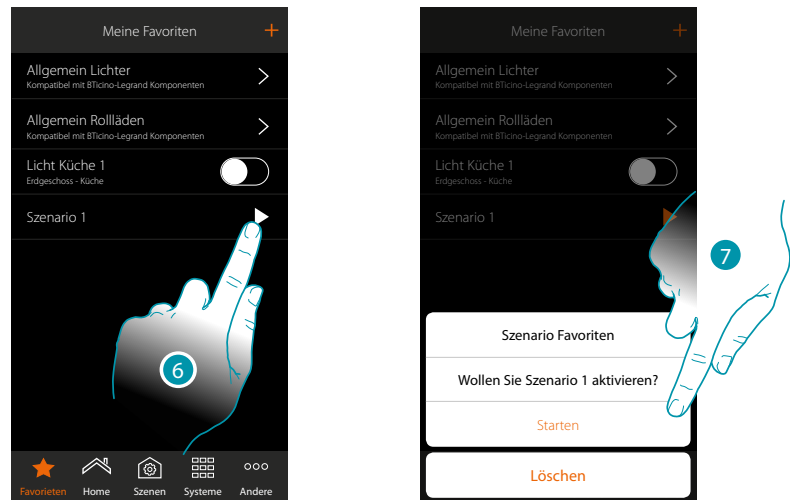 Meine Favoriten
+
Allgemein Lichter
Kompatibel mit BTicino-Legrand Komponenten
Allgemein Rollläden
Kompatibel mit BTicino-Legrand Komponenten
Licht Küche 1
Erdgeschoss - Küche
Szenario 1
6
Favorieten Home Szenen Systeme Andere
Meine Favoriten
+
Allgemein Lichter
Kompatibel mit BTicino-Legrand Komponenten
Allgemein Rollläden
Kompatibel mit BTicino-Legrand Komponenten
Licht Küche 1
Erdgeschoss - Küche
Szenario 1
7
Szenario Favoriten
Wollen Sie Szenario 1 aktivieren?
Starten
Löschen